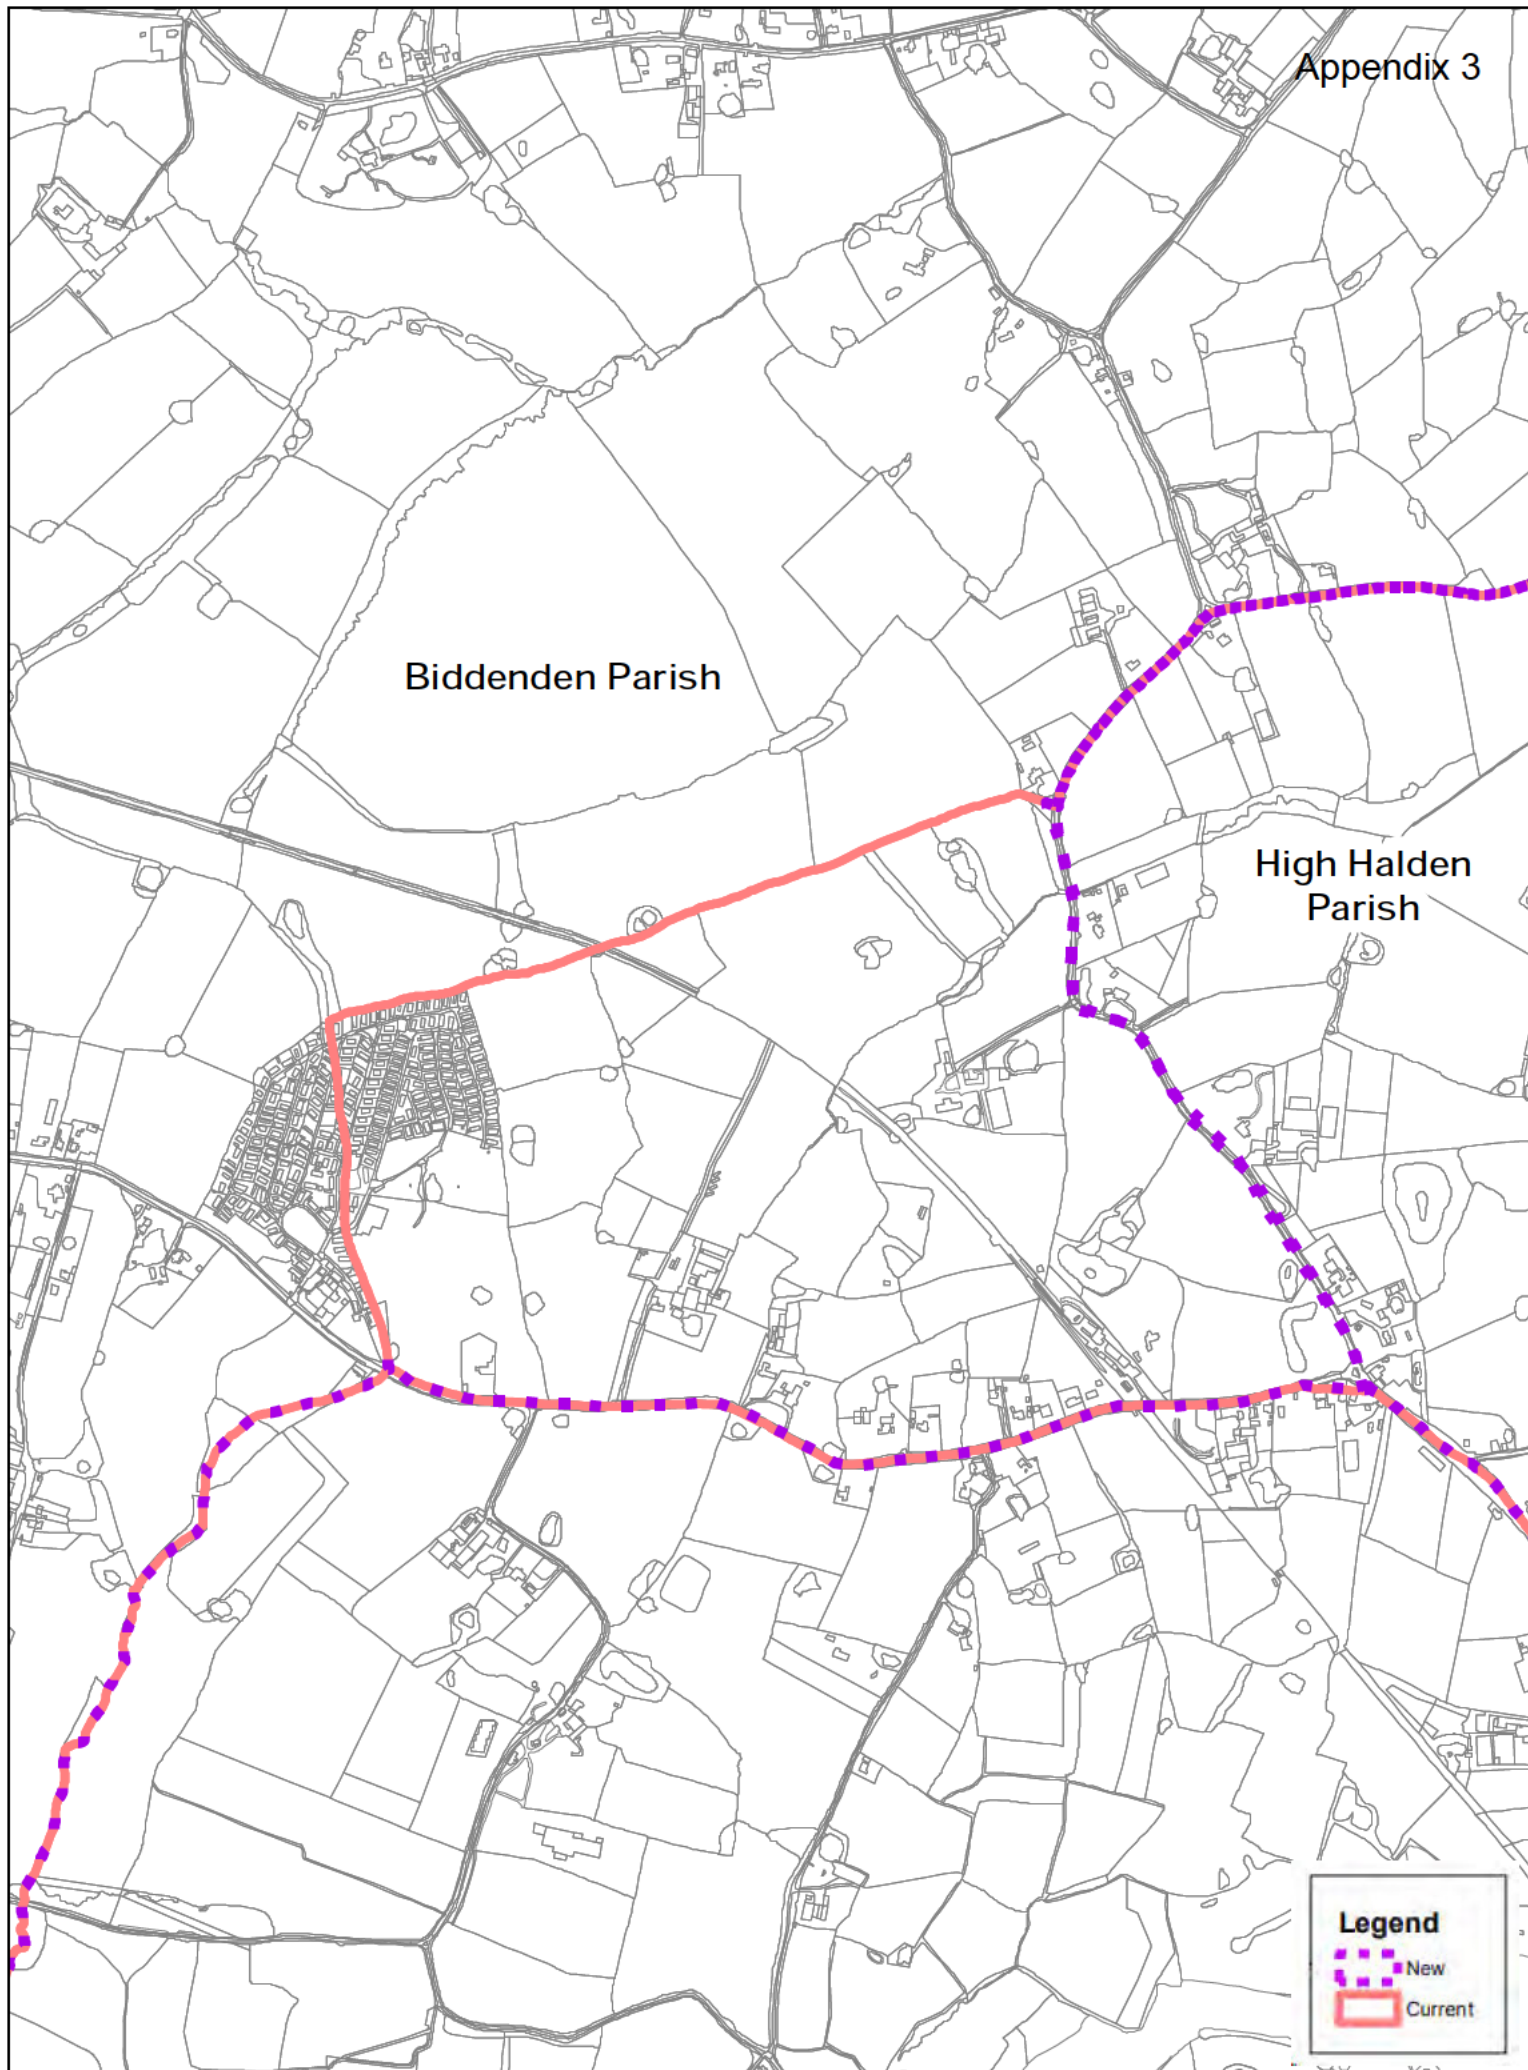 Appendix 3
Biddenden Parish
High Halden
Parish
Legend
New
Current